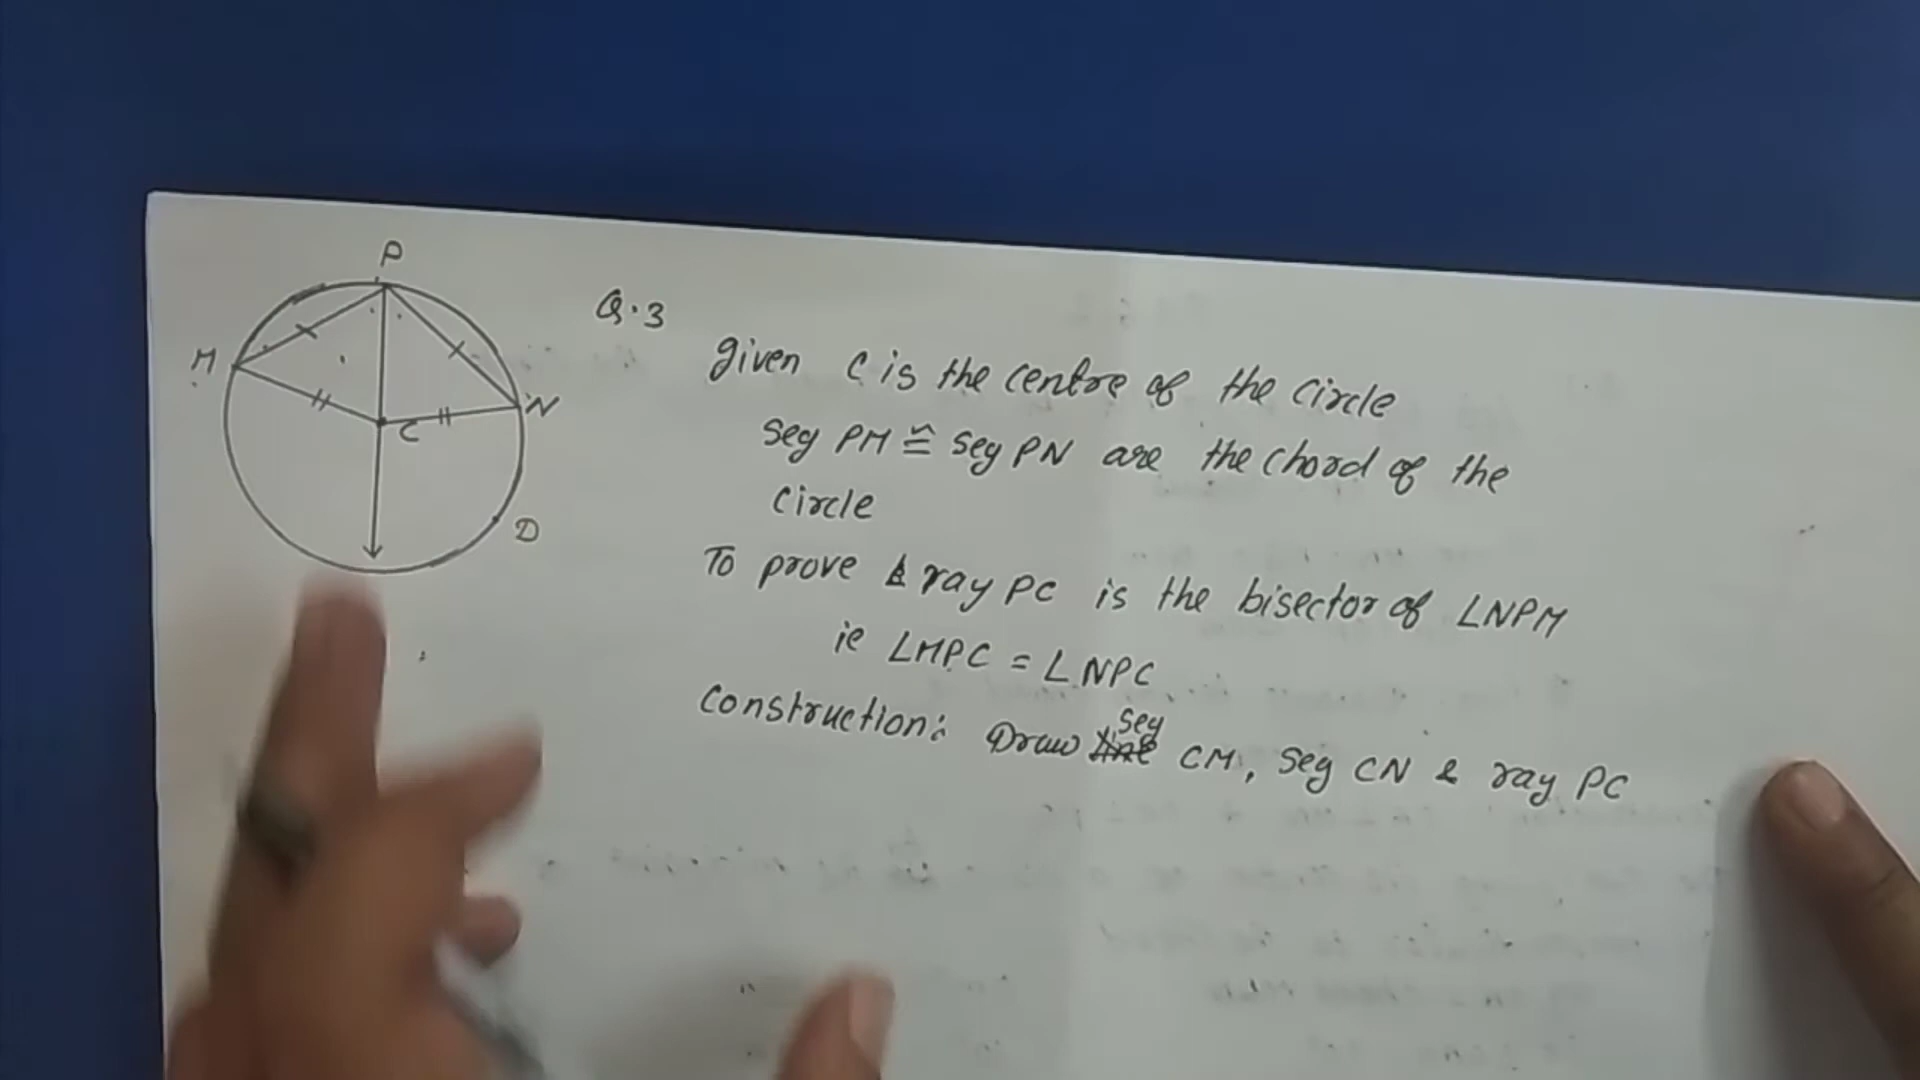 P
Q.3
M
given C is the centre of the circle
N
seg PM ≅ seg PN are the chord of the
C
circle
D
To prove ray PC is the bisector of ∠NPM
ie ∠MPC = ∠NPC
Construction: Draw seg CM, seg CN & ray PC